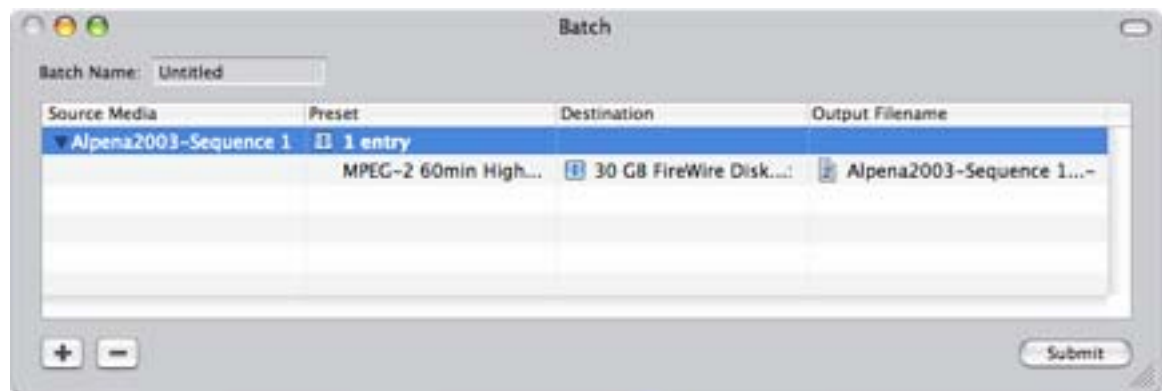 Batch
Batch Name: Untitled
Source Media Preset Destination Output Filename
Alpena2003-Sequence 1 1 entry
MPEG-2 60min High... 30 GB FireWire Disk...: Alpena2003-Sequence 1...-
Submit